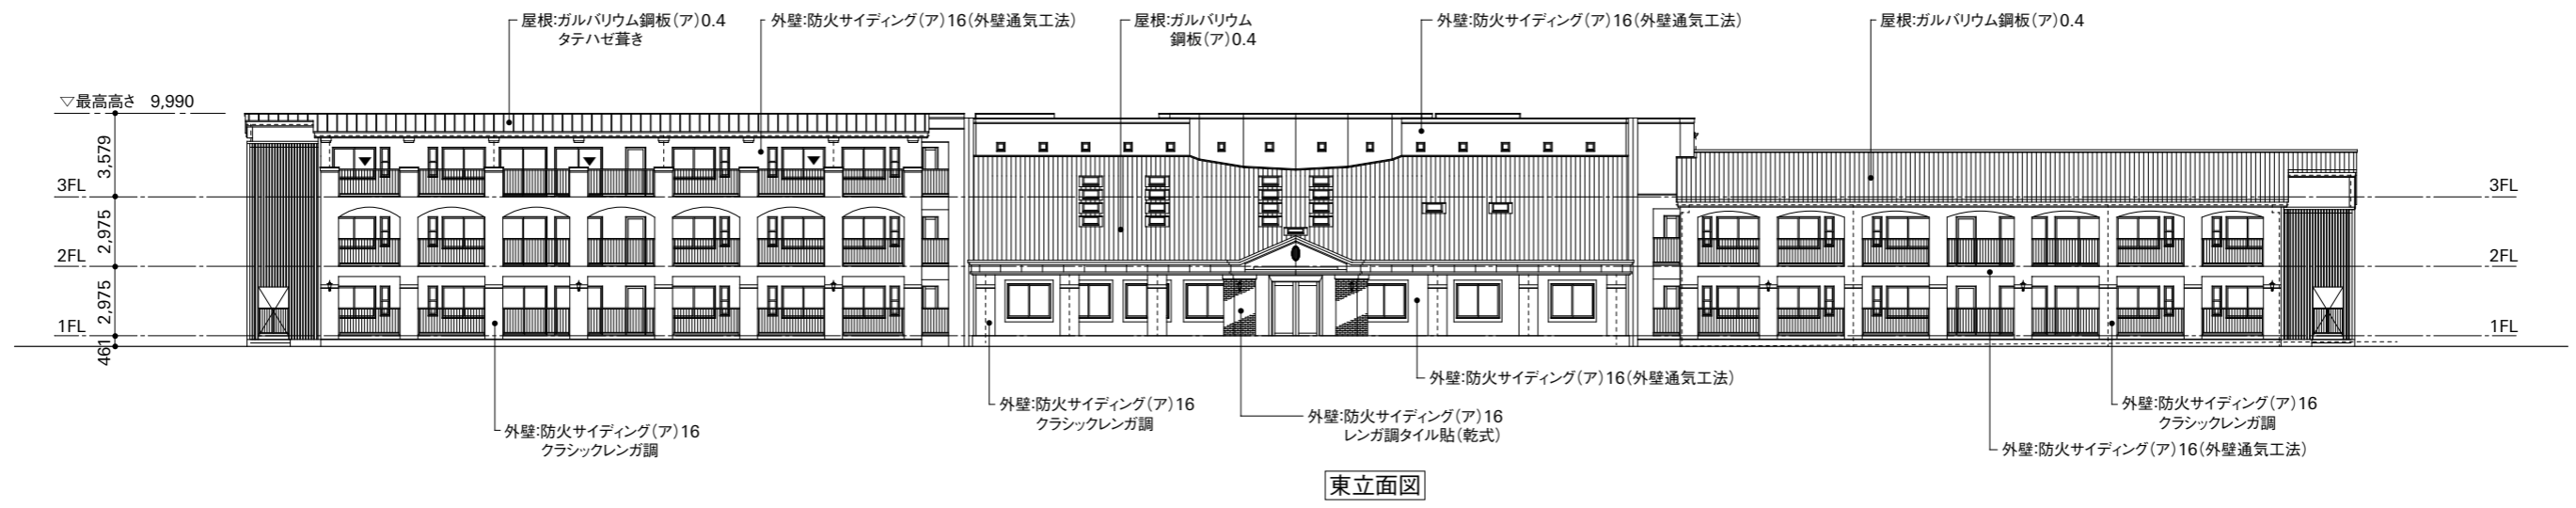 屋根:ガルバリウム鋼板(ア)0.4
タテハゼ葺き
外壁:防火サイディング(ア)16(外壁通気工法)
屋根:ガルバリウム
鋼板(ア)0.4
外壁:防火サイディング(ア)16(外壁通気工法)
屋根:ガルバリウム鋼板(ア)0.4
▽最高高さ 9,990
3,579
3FL
3FL
2,975
2FL
2FL
2,975
1FL
1FL
461
外壁:防火サイディング(ア)16(外壁通気工法)
外壁:防火サイディング(ア)16
クラシックレンガ調
外壁:防火サイディング(ア)16
レンガ調タイル貼(乾式)
外壁:防火サイディング(ア)16
クラシックレンガ調
外壁:防火サイディング(ア)16
クラシックレンガ調
外壁:防火サイディング(ア)16(外壁通気工法)
東立面図